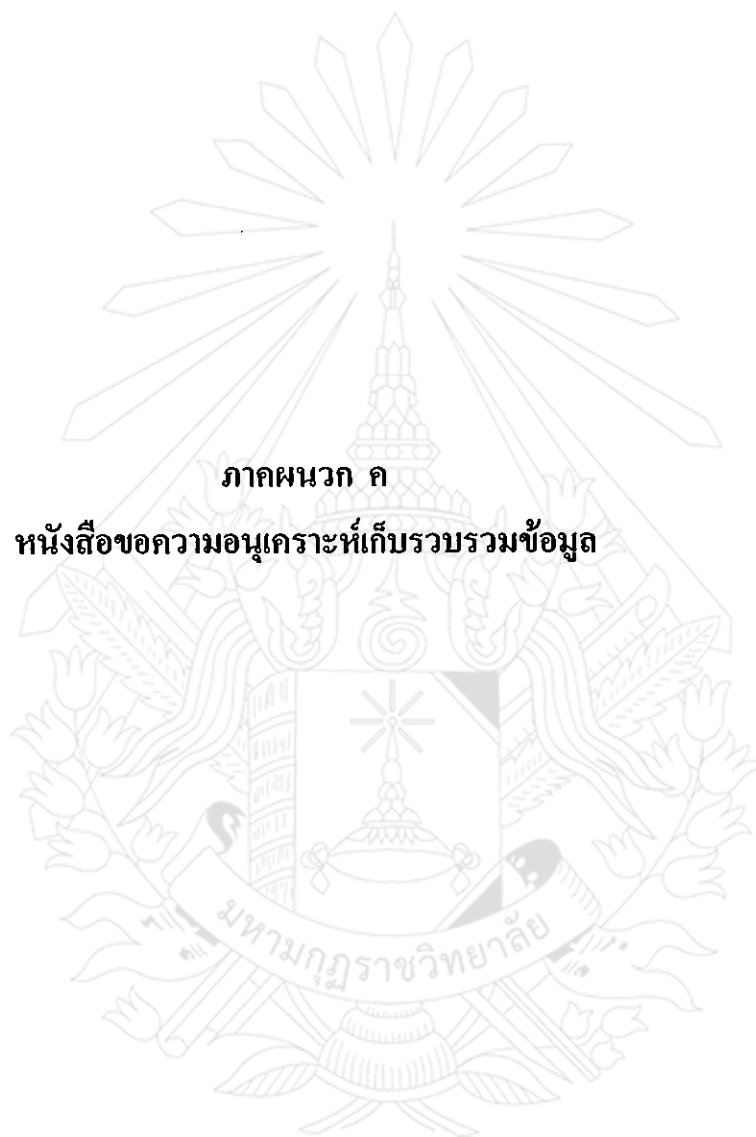 ภาคผนวก ค
หนังสือขอความอนุเคราะห์เก็บรวบรวมข้อมูล
มหามกุฏราชวิทยาลัย